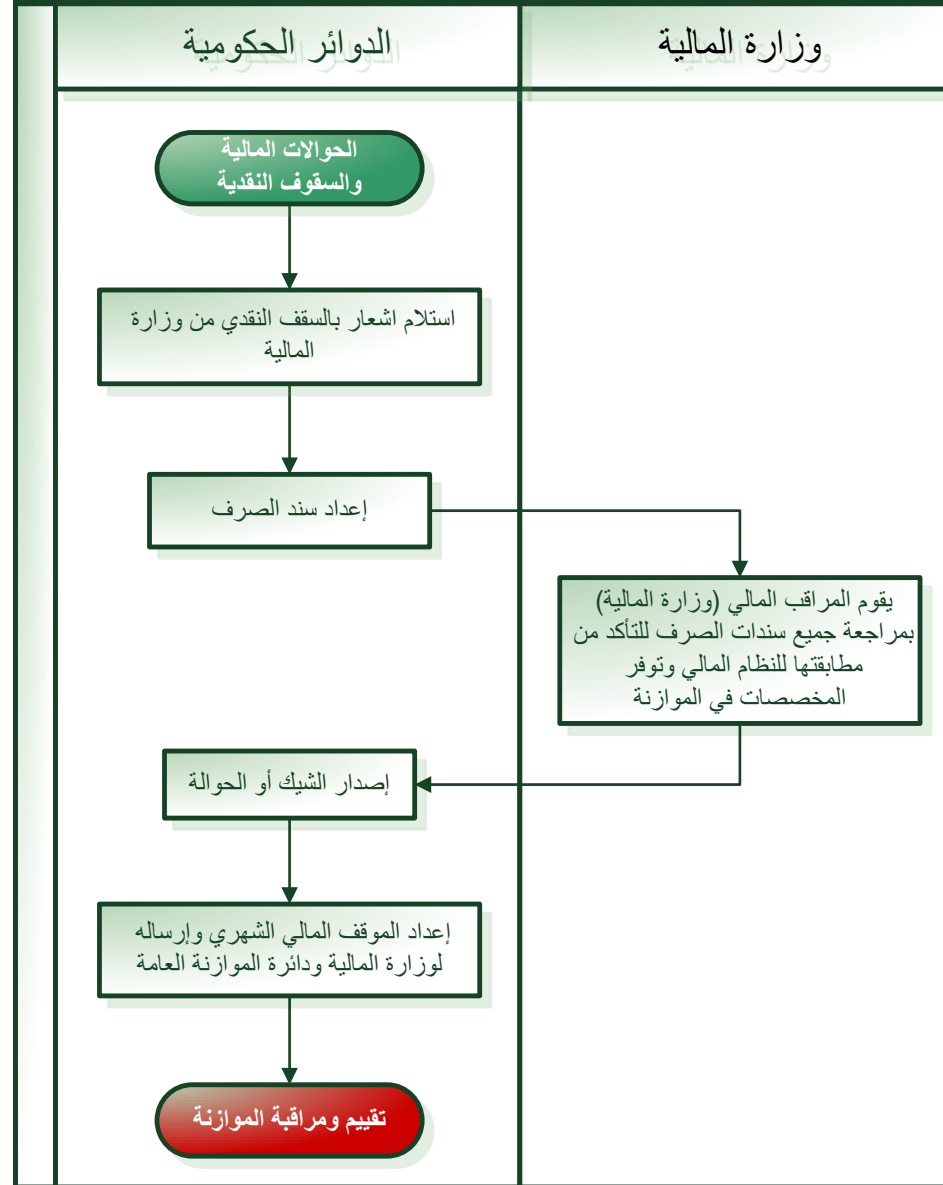 وزارة المالية
الدوائر الحكومية
الحوالات المالية
والسقوف النقدية
استلام اشعار بالسقف النقدي من وزارة
المالية
إعداد سند الصرف
يقوم المراقب المالي (وزارة المالية)
بمراجعة جميع سندات الصرف للتأكد من
مطابقتها للنظام المالي وتوفر
المخصصات في الموازنة
إصدار الشيك أو الحوالة
إعداد الموقف المالي الشهري وإرساله
لوزارة المالية ودائرة الموازنة العامة
تقييم ومراقبة الموازنة